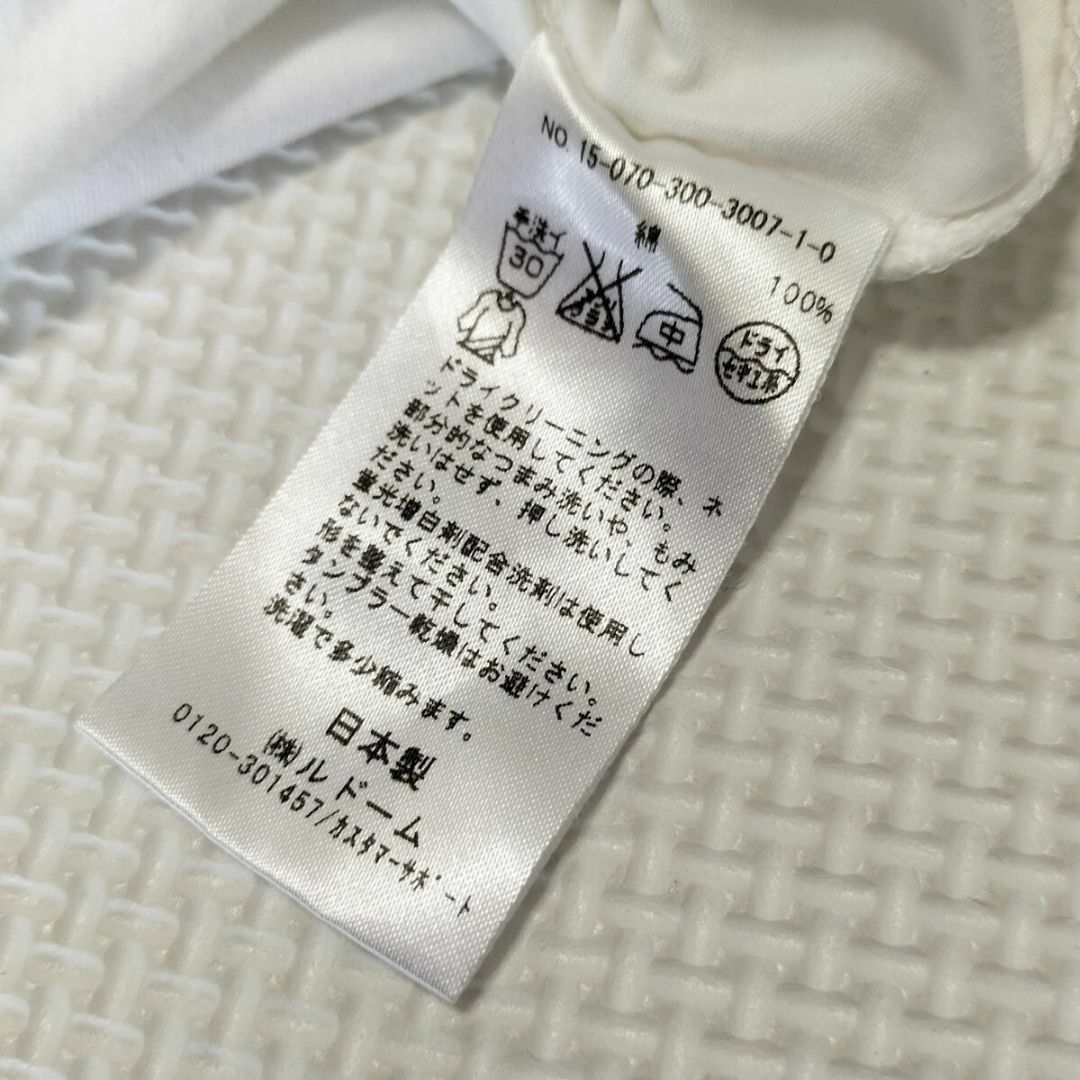 NO. 15-070-300-3007-1-0
綿 100%
手洗イ
30
エンソサラシ
中
ドライ
セキユ系
ドライクリーニングの際、ネ
ットを使用してください。
部分的なつまみ洗いや、もみ
洗いはせず、押し洗いしてく
ださい。
蛍光増白剤配合洗剤は使用し
ないでください。
形を整えて干してください。
タンブラー乾燥はお避けくだ
さい。
洗濯で多少縮みます。
日本製
(株)ル ドーム
0120-301457/カスタマーサポート